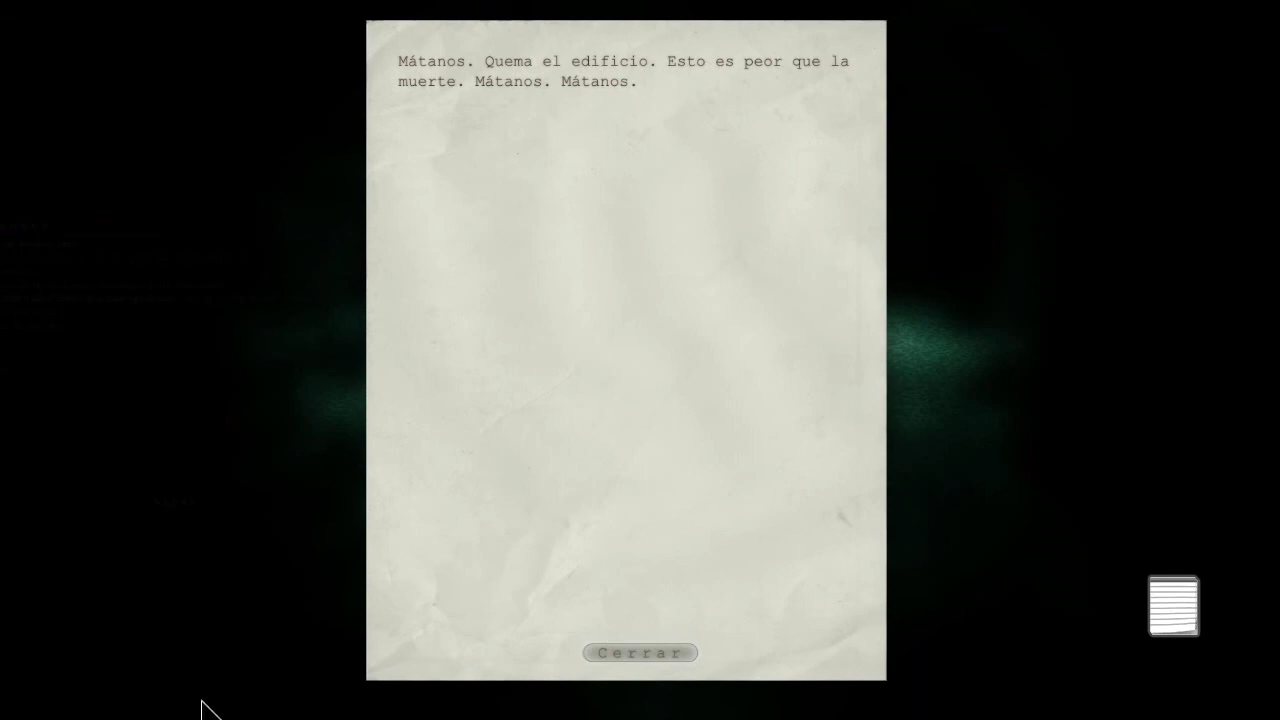 Mátanos. Quema el edificio. Esto es peor que la
muerte. Mátanos. Mátanos.
Cerrar